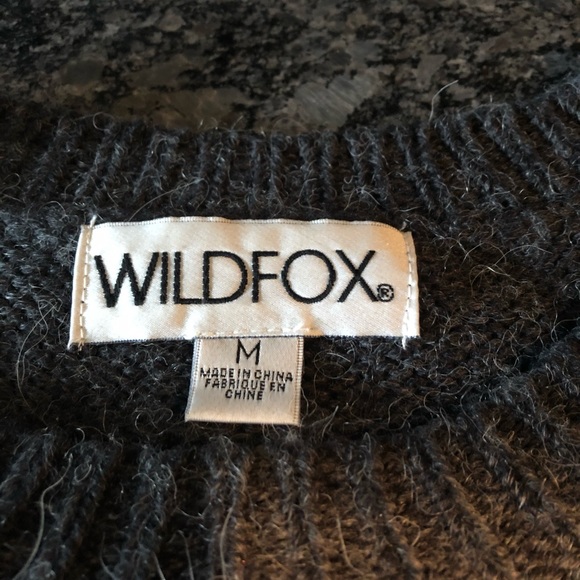 WILDFOX®
M
MADE IN CHINA
FABRIQUE EN
CHINE